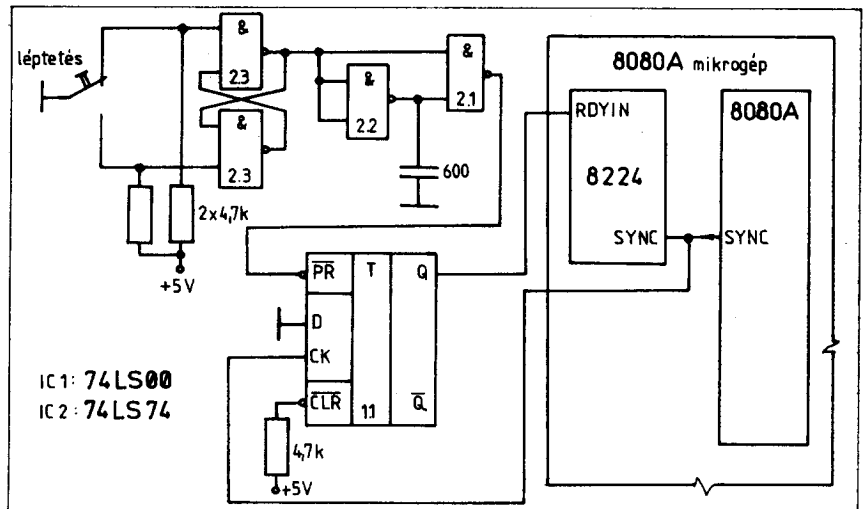 léptetés
&
2.3
&
2.3
&
2.2
&
2.1
600
2x4,7k
+5V
8080A mikrogép
RDYIN
8224
SYNC
8080A
SYNC
PR
T
Q
D
CK
CLR
1.1
Q
4,7k
+5V
IC1: 74LS00
IC2: 74LS74